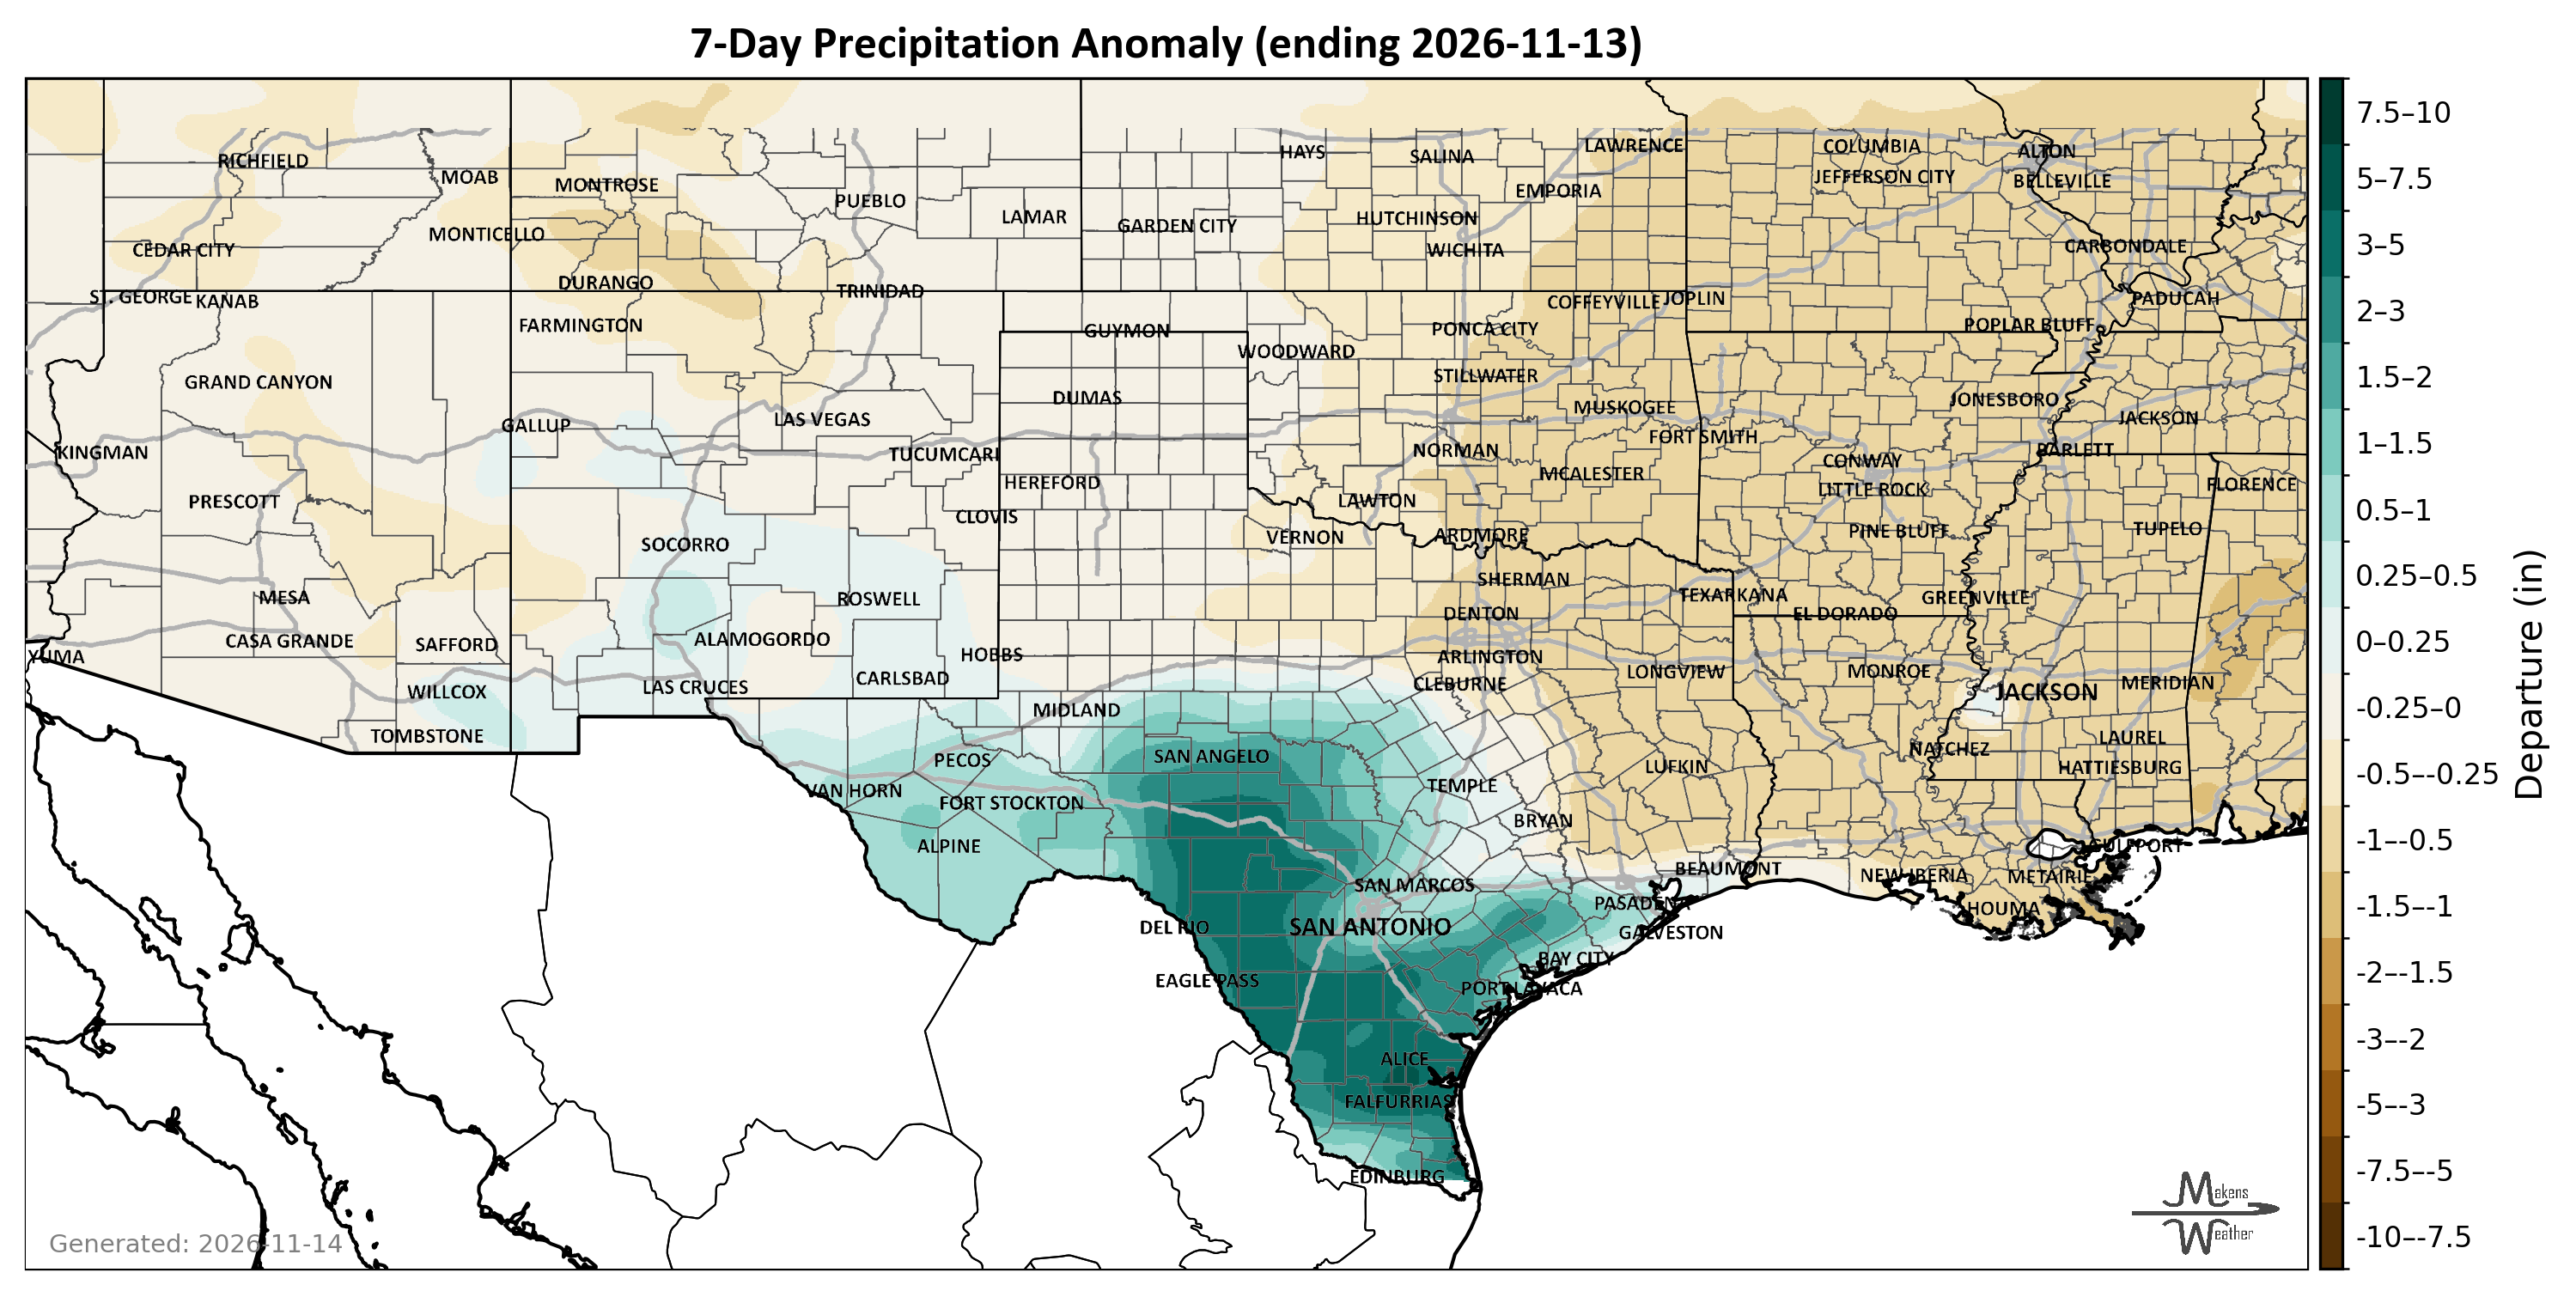 7-Day Precipitation Anomaly (ending 2026-11-13)
RICHFIELD
MOAB
MONTROSE
PUEBLO
LAMAR
HAYS
SALINA
LAWRENCE
COLUMBIA
ALTON
JEFFERSON CITY
BELLEVILLE
EMPORIA
GARDEN CITY
HUTCHINSON
CEDAR CITY
MONTICELLO
WICHITA
CARBONDALE
DURANGO
TRINIDAD
ST. GEORGE
KANAB
COFFEYVILLE
JOPLIN
PADUCAH
FARMINGTON
GUYMON
PONCA CITY
POPLAR BLUFF
WOODWARD
GRAND CANYON
STILLWATER
DUMAS
MUSKOGEE
JONESBORO
GALLUP
LAS VEGAS
JACKSON
FORT SMITH
KINGMAN
TUCUMCARI
NORMAN
BARLETT
CONWAY
MCALESTER
HEREFORD
LITTLE ROCK
FLORENCE
PRESCOTT
LAWTON
CLOVIS
SOCORRO
VERNON
ARDMORE
PINE BLUFF
TUPELO
SHERMAN
MESA
ROSWELL
TEXARKANA
GREENVILLE
DENTON
EL DORADO
CASA GRANDE
SAFFORD
ALAMOGORDO
YUMA
HOBBS
ARLINGTON
WILLCOX
LAS CRUCES
CARLSBAD
CLEBURNE
LONGVIEW
MONROE
JACKSON
MERIDIAN
MIDLAND
TOMBSTONE
PECOS
SAN ANGELO
NATCHEZ
LAUREL
LUFKIN
HATTIESBURG
VAN HORN
FORT STOCKTON
TEMPLE
BRYAN
ALPINE
GULFPORT
BEAUMONT
NEW IBERIA
METAIRIE
SAN MARCOS
PASADENA
HOUMA
DEL RIO
SAN ANTONIO
GALVESTON
BAY CITY
EAGLE PASS
PORT LAVACA
ALICE
FALFURRIAS
EDINBURG
Generated: 2026-11-14
Makens
Weather
7.5–10
5–7.5
3–5
2–3
1.5–2
1–1.5
0.5–1
0.25–0.5
0–0.25
-0.25–0
-0.5–-0.25
-1–-0.5
-1.5–-1
-2–-1.5
-3–-2
-5–-3
-7.5–-5
-10–-7.5
Departure (in)